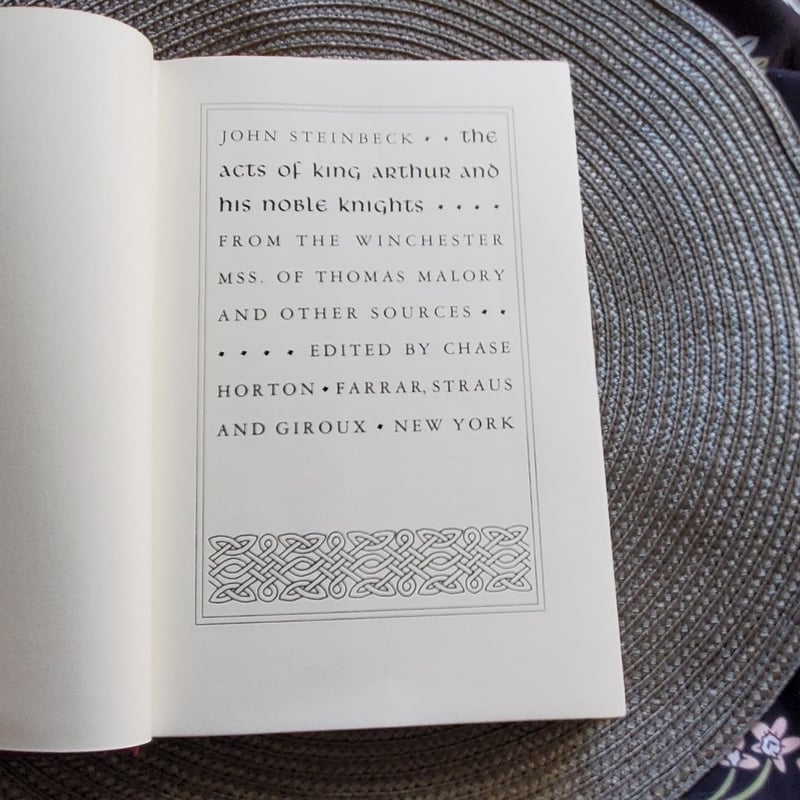 JOHN STEINBECK · · the
acts of king arthur and
his noble knights · · · ·
FROM THE WINCHESTER
MSS. OF THOMAS MALORY
AND OTHER SOURCES · ·
· · · · EDITED BY CHASE
HORTON · FARRAR, STRAUS
AND GIROUX · NEW YORK